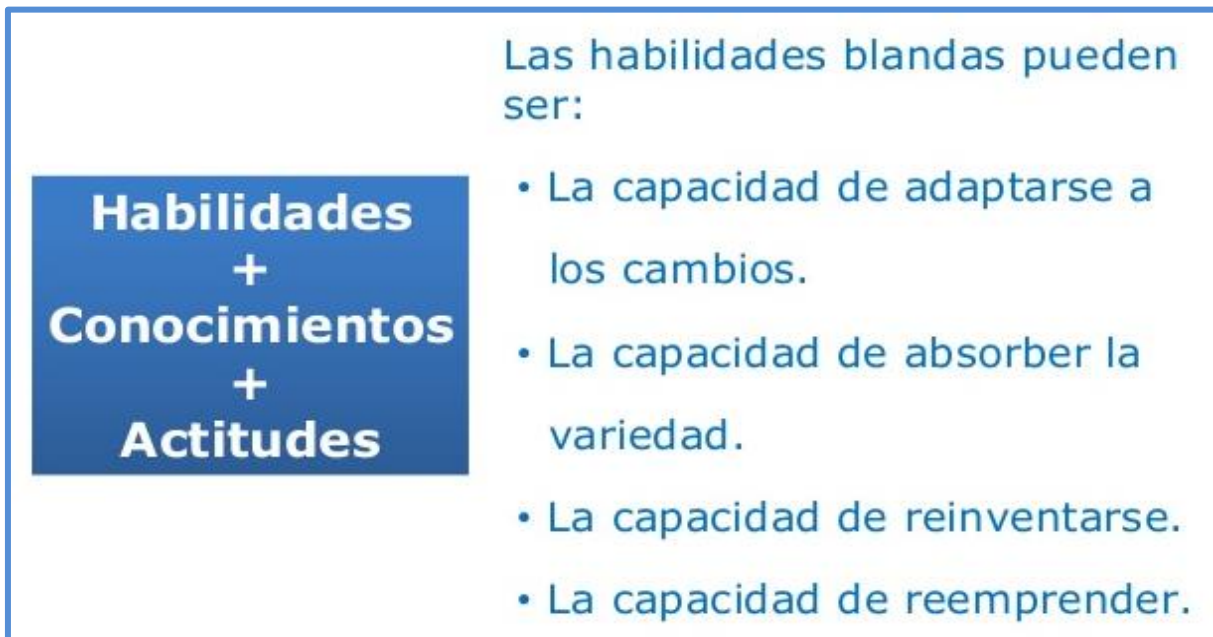 Habilidades
+
Conocimientos
+
Actitudes
Las habilidades blandas pueden
ser:
• La capacidad de adaptarse a
los cambios.
• La capacidad de absorber la
variedad.
• La capacidad de reinventarse.
• La capacidad de reemprender.